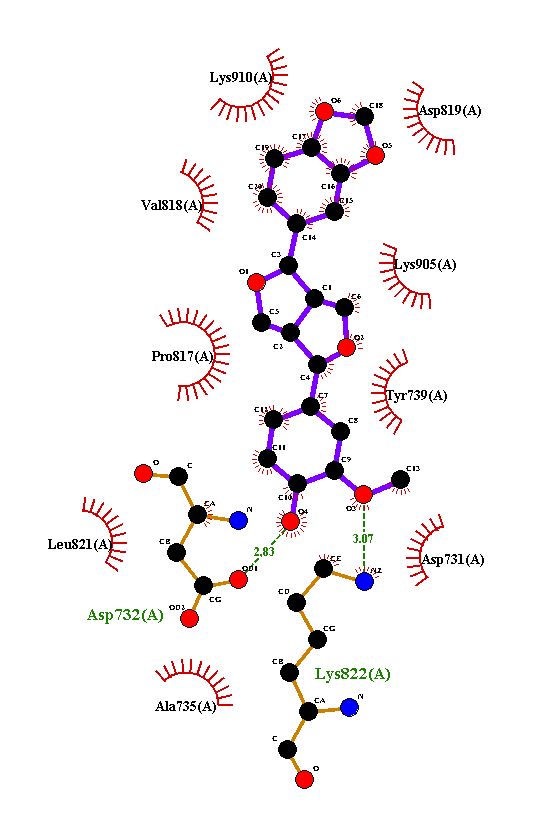 Lys910(A)
O6
C18
Asp819(A)
C17
C19
O5
C16
C20
C15
Val818(A)
C14
C3
Lys905(A)
O1
C1
C6
C5
C2
O2
Pro817(A)
C4
Tyr739(A)
C7
C12
C8
C11
C9
O
C
C13
C10
O3
CA
N
O4
Leu821(A)
CB
2.83
3.07
Asp731(A)
OD1
CE
NZ
CG
CD
OD2
Asp732(A)
CG
CB
Lys822(A)
Ala735(A)
CA
N
C
O